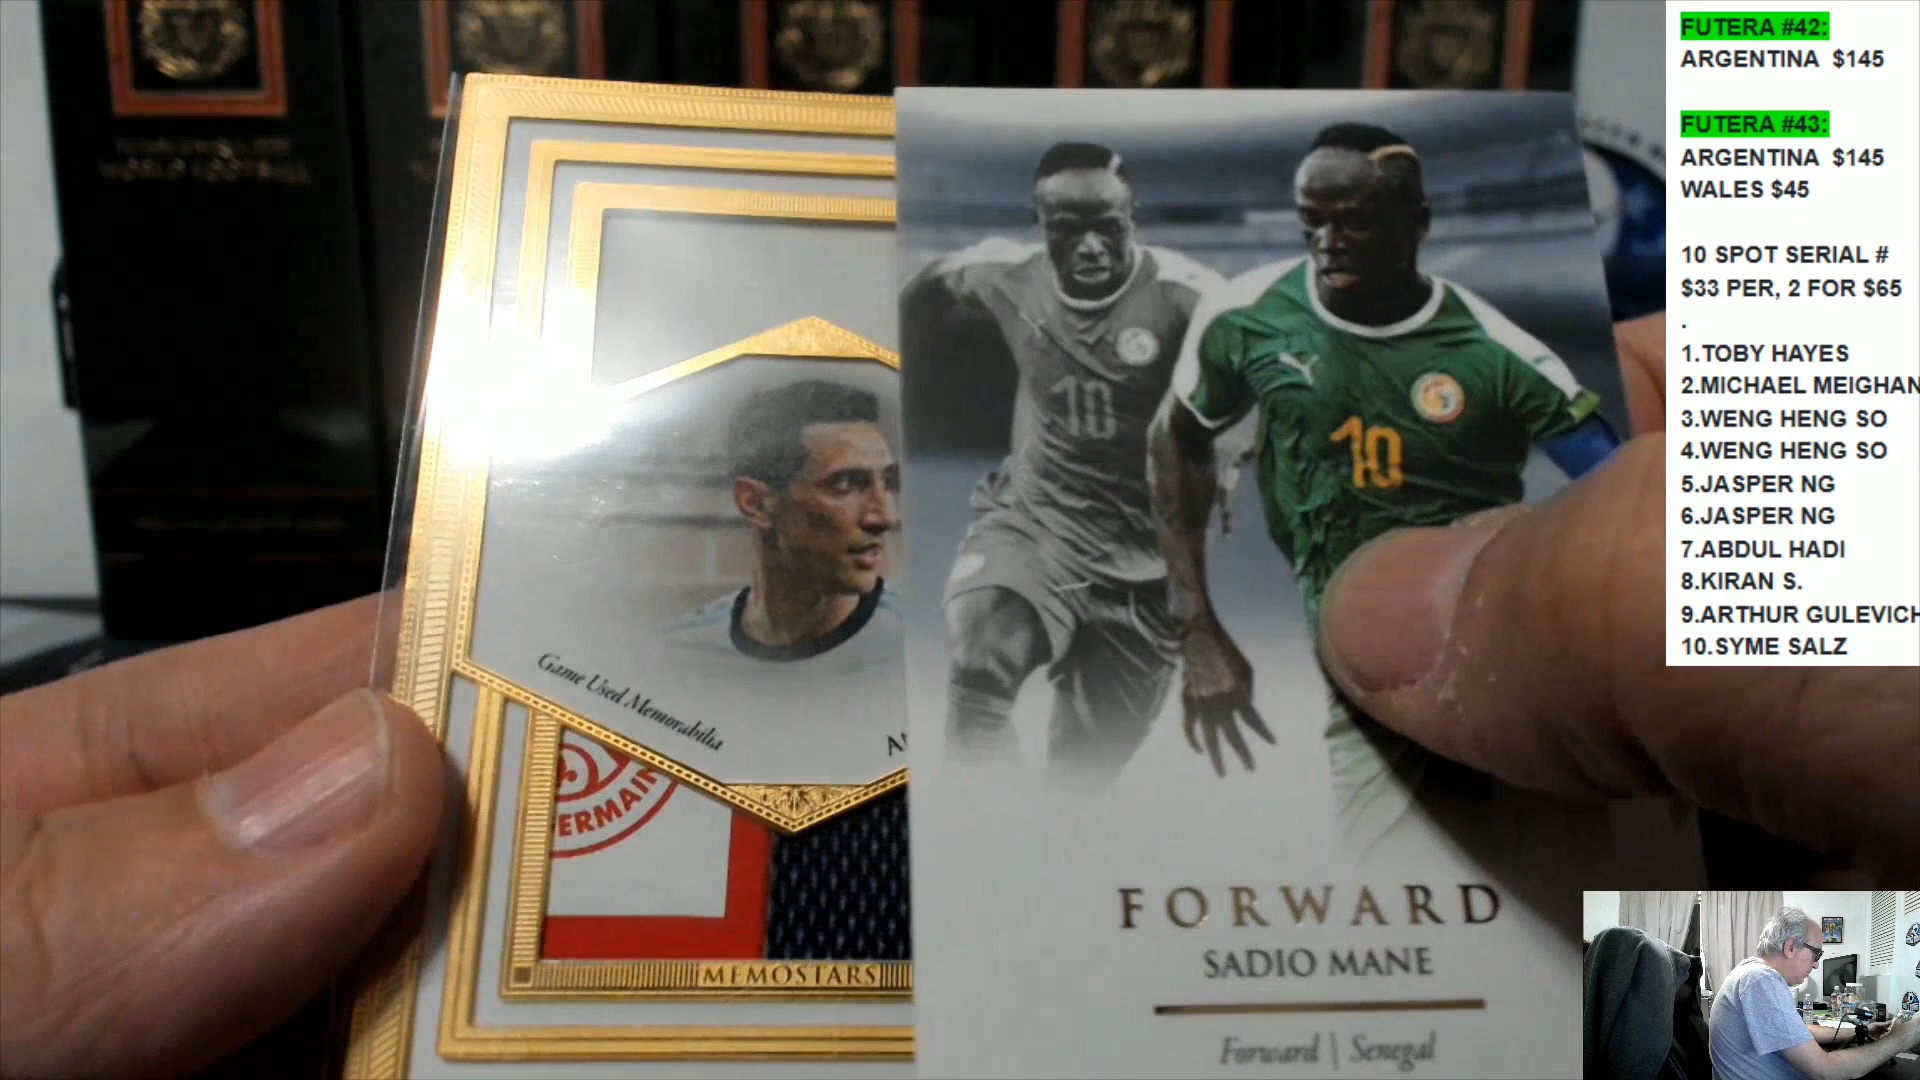 FUTERA #42:
ARGENTINA $145
FUTERA #43:
ARGENTINA $145
WALES $45
10 SPOT SERIAL #
$33 PER, 2 FOR $65
.
1.TOBY HAYES
2.MICHAEL MEIGHAN
3.WENG HENG SO
4.WENG HENG SO
5.JASPER NG
6.JASPER NG
7.ABDUL HADI
8.KIRAN S.
9.ARTHUR GULEVICH
10.SYME SALZ
WORLD FOOTBALL
10
10
Game Used Memorabilia
ERMAIN
MEMOSTARS
FORWARD
SADIO MANE
Forward | Senegal